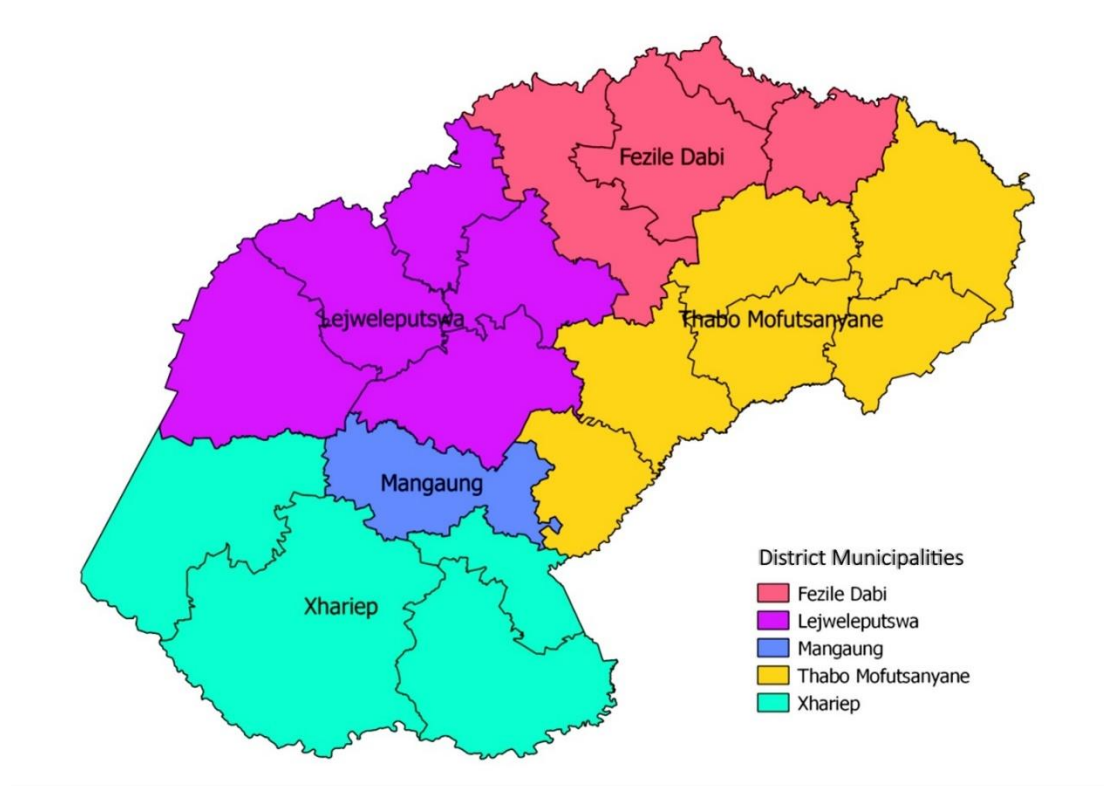 Fezile Dabi
Lejweleputswa
Thabo Mofutsanyane
Mangaung
Xhariep
District Municipalities
Fezile Dabi
Lejweleputswa
Mangaung
Thabo Mofutsanyane
Xhariep